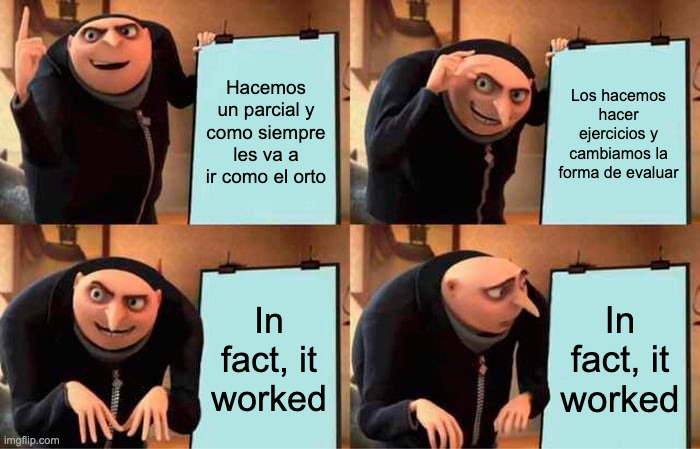 Hacemos
un parcial y
como siempre
les va a
ir como el orto
Los hacemos
hacer
ejercicios y
cambiamos la
forma de evaluar
In
fact, it
worked
In
fact, it
worked
imgflip.com